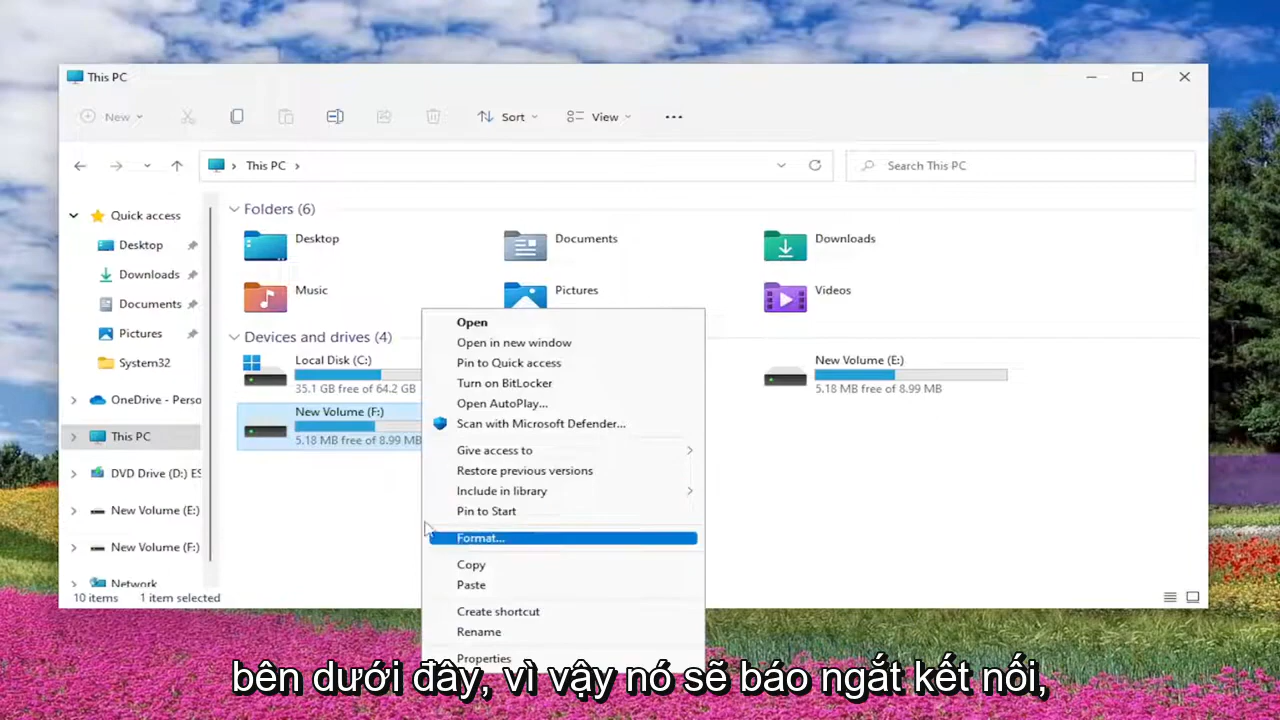 This PC
New
Sort
View
This PC
Search This PC
Quick access
Desktop
Downloads
Documents
Pictures
System32
OneDrive - Perso
This PC
DVD Drive (D:) ES
New Volume (E:)
New Volume (F:)
Network
Folders (6)
Desktop
Documents
Downloads
Music
Pictures
Videos
Devices and drives (4)
Local Disk (C:)
35.1 GB free of 64.2 GB
New Volume (E:)
5.18 MB free of 8.99 MB
New Volume (F:)
5.18 MB free of 8.99 MB
Open
Open in new window
Pin to Quick access
Turn on BitLocker
Open AutoPlay...
Scan with Microsoft Defender...
Give access to
Restore previous versions
Include in library
Pin to Start
Format...
Copy
Paste
Create shortcut
Rename
Properties
10 items
1 item selected
bên dưới đây, vì vậy nó sẽ báo ngắt kết nối,